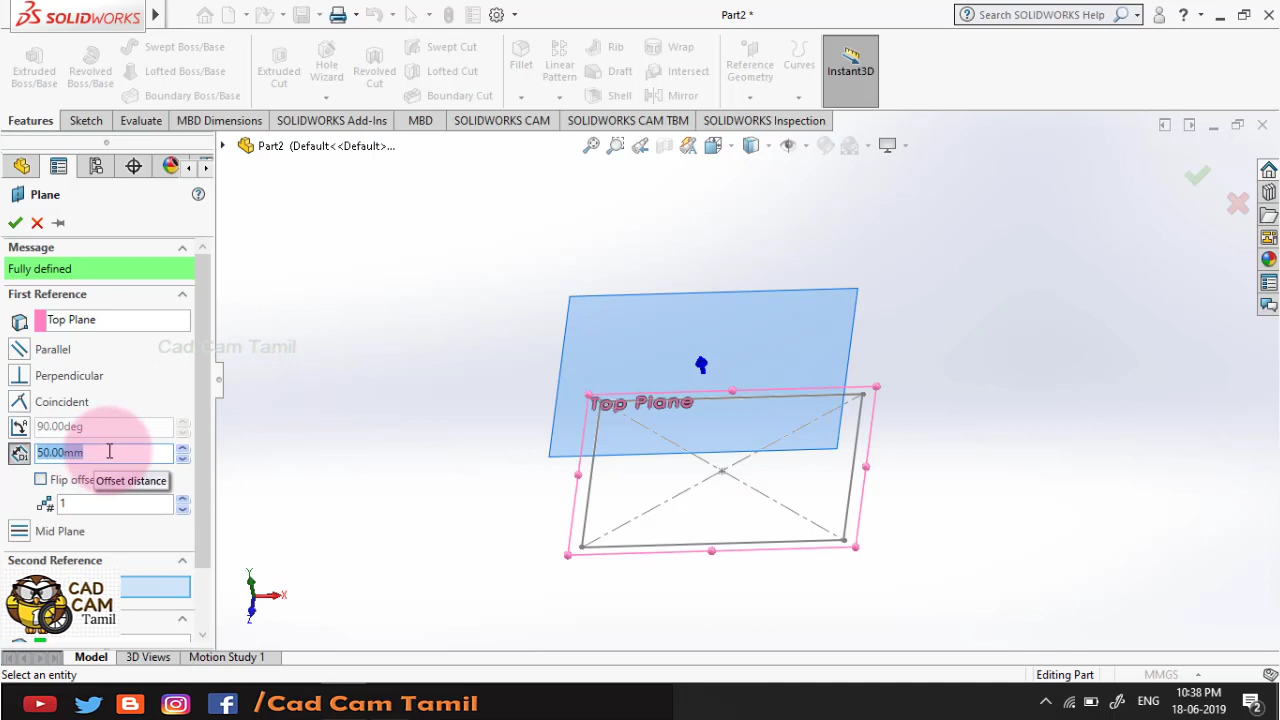 SOLIDWORKS
Part2 *
Search SOLIDWORKS Help
Extruded Boss/Base
Revolved Boss/Base
Swept Boss/Base
Lofted Boss/Base
Boundary Boss/Base
Extruded Cut
Hole Wizard
Revolved Cut
Swept Cut
Lofted Cut
Boundary Cut
Fillet
Linear Pattern
Rib
Draft
Shell
Wrap
Intersect
Mirror
Reference Geometry
Curves
Instant3D
Features
Sketch
Evaluate
MBD Dimensions
SOLIDWORKS Add-Ins
MBD
SOLIDWORKS CAM
SOLIDWORKS CAM TBM
SOLIDWORKS Inspection
Part2 (Default<<Default>...
Plane
Message
Fully defined
First Reference
Top Plane
Cad Cam Tamil
Parallel
Perpendicular
Coincident
90.00deg
50.00mm
Flip offse
Offset distance
1
Mid Plane
Second Reference
CAD
CAM
Tamil
Top Plane
Y
X
Z
Model
3D Views
Motion Study 1
Select an entity
Editing Part
MMGS
/Cad Cam Tamil
ENG
10:38 PM
18-06-2019
2